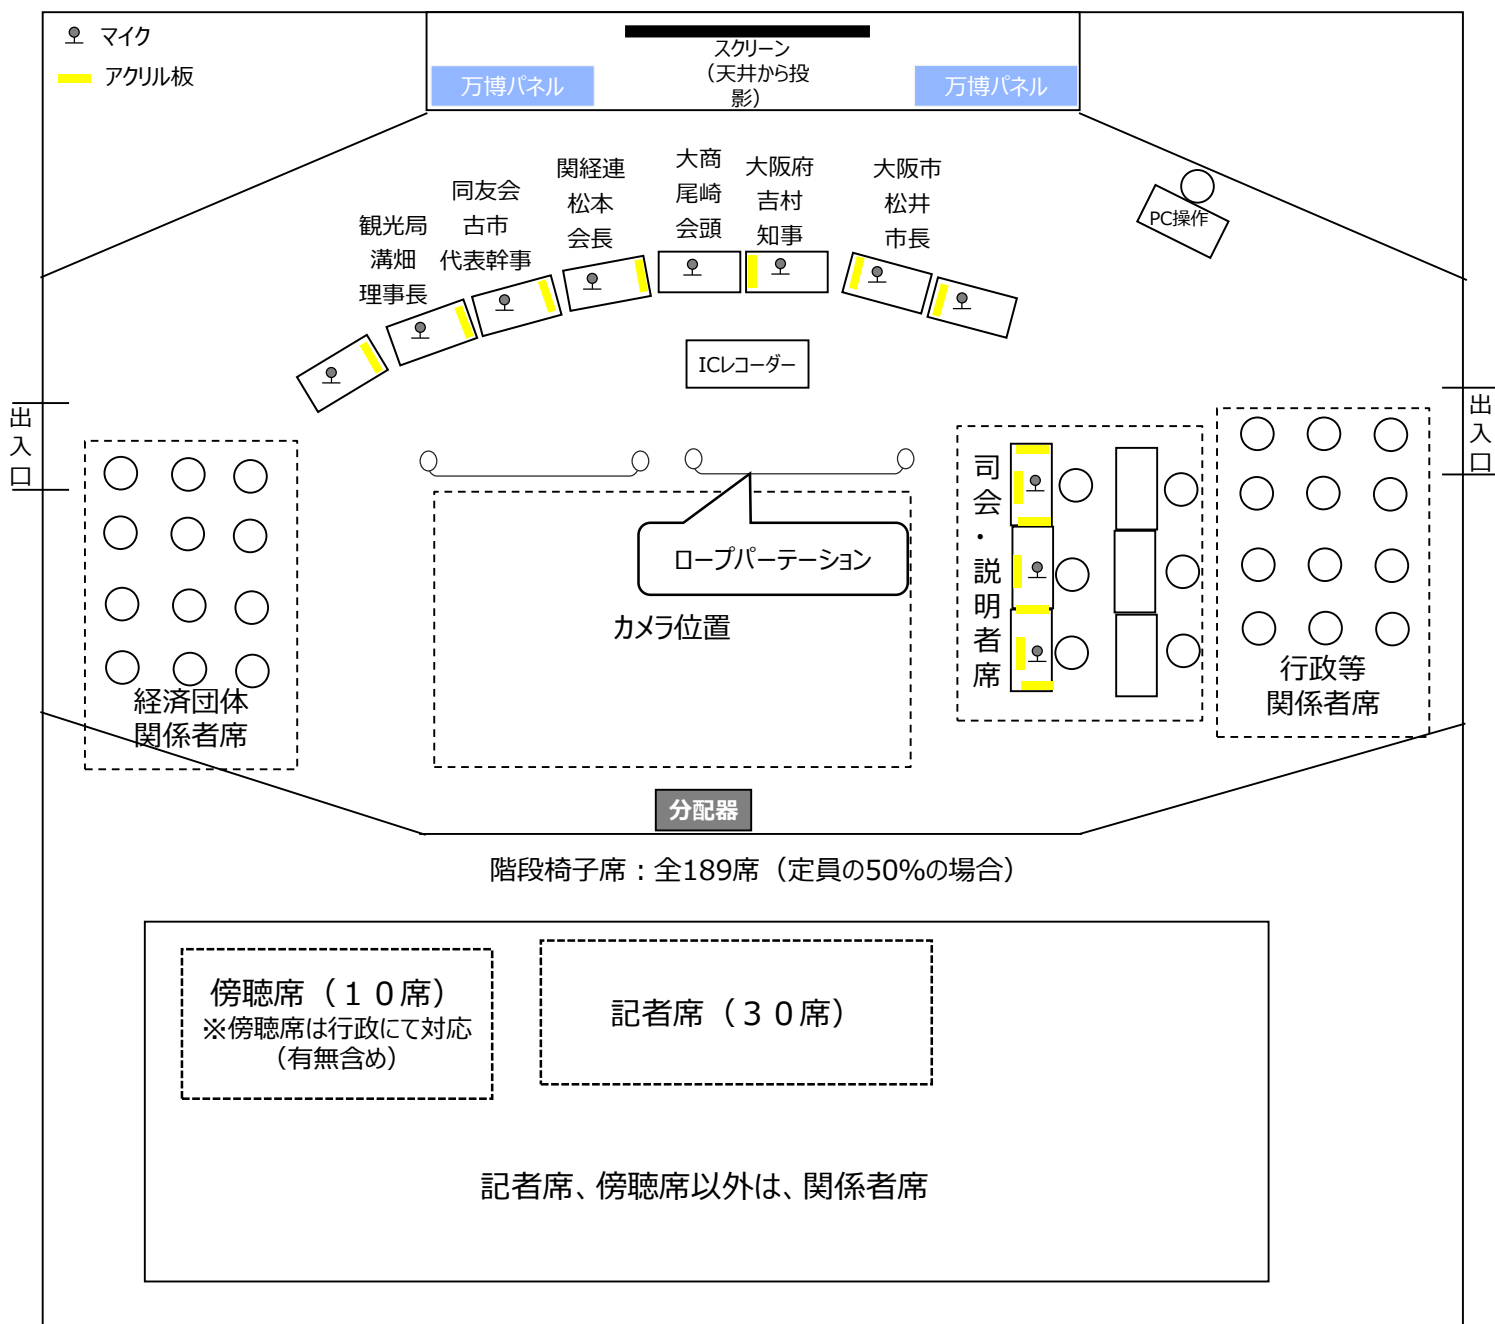 マイク
アクリル板
スクリーン
（天井から投
影）
万博パネル
万博パネル
観光局
溝畑
理事長
同友会
古市
代表幹事
関経連
松本
会長
大商
尾崎
会頭
大阪府
吉村
知事
大阪市
松井
市長
PC操作
ICレコーダー
出
入
口
出
入
口
司
会
・
説
明
者
席
ロープパーテーション
カメラ位置
経済団体
関係者席
行政等
関係者席
分配器
階段椅子席：全189席（定員の50%の場合）
傍聴席（１０席）
※傍聴席は行政にて対応
（有無含め）
記者席（３０席）
記者席、傍聴席以外は、関係者席